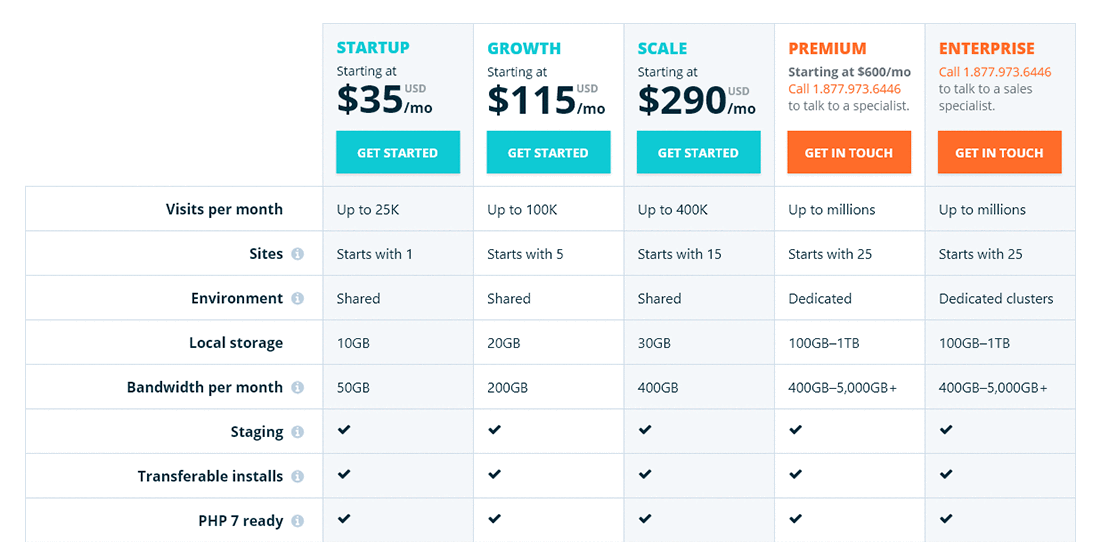 STARTUP GROWTH SCALE PREMIUM ENTERPRISE
Starting at Starting at Starting at Starting at $600/mo Call 1.877.973.6446
$35 USD /mo $115 USD /mo $290 USD /mo Call 1.877.973.6446 to talk to a sales
to talk to a specialist. specialist.
GET STARTED GET STARTED GET STARTED GET IN TOUCH GET IN TOUCH
Visits per month Up to 25K Up to 100K Up to 400K Up to millions Up to millions
Sites i Starts with 1 Starts with 5 Starts with 15 Starts with 25 Starts with 25
Environment i Shared Shared Shared Dedicated Dedicated clusters
Local storage 10GB 20GB 30GB 100GB–1TB 100GB–1TB
Bandwidth per month i 50GB 200GB 400GB 400GB–5,000GB+ 400GB–5,000GB+
Staging i ✔ ✔ ✔ ✔ ✔
Transferable installs i ✔ ✔ ✔ ✔ ✔
PHP 7 ready i ✔ ✔ ✔ ✔ ✔